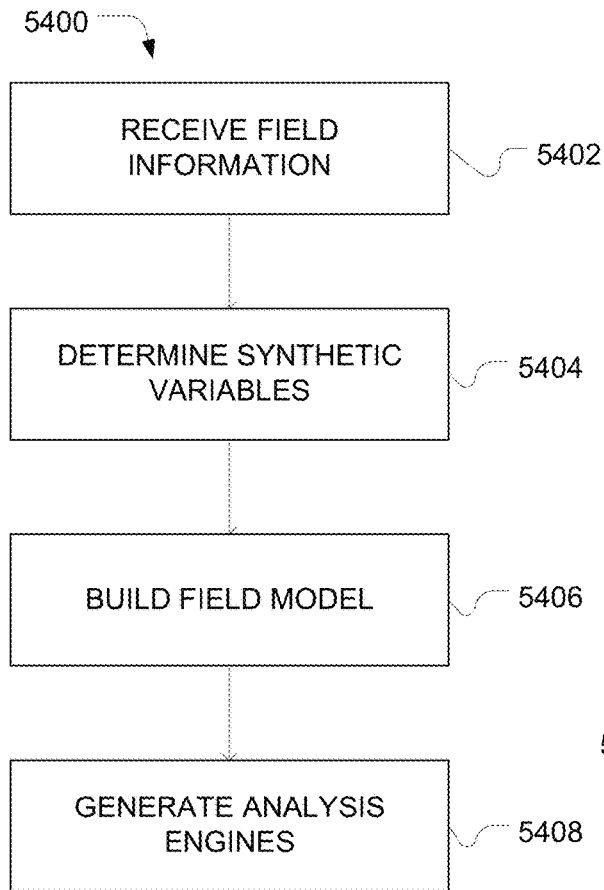 5400
RECEIVE FIELD
INFORMATION
5402
DETERMINE SYNTHETIC
VARIABLES
5404
BUILD FIELD MODEL
5406
GENERATE ANALYSIS
ENGINES
5408